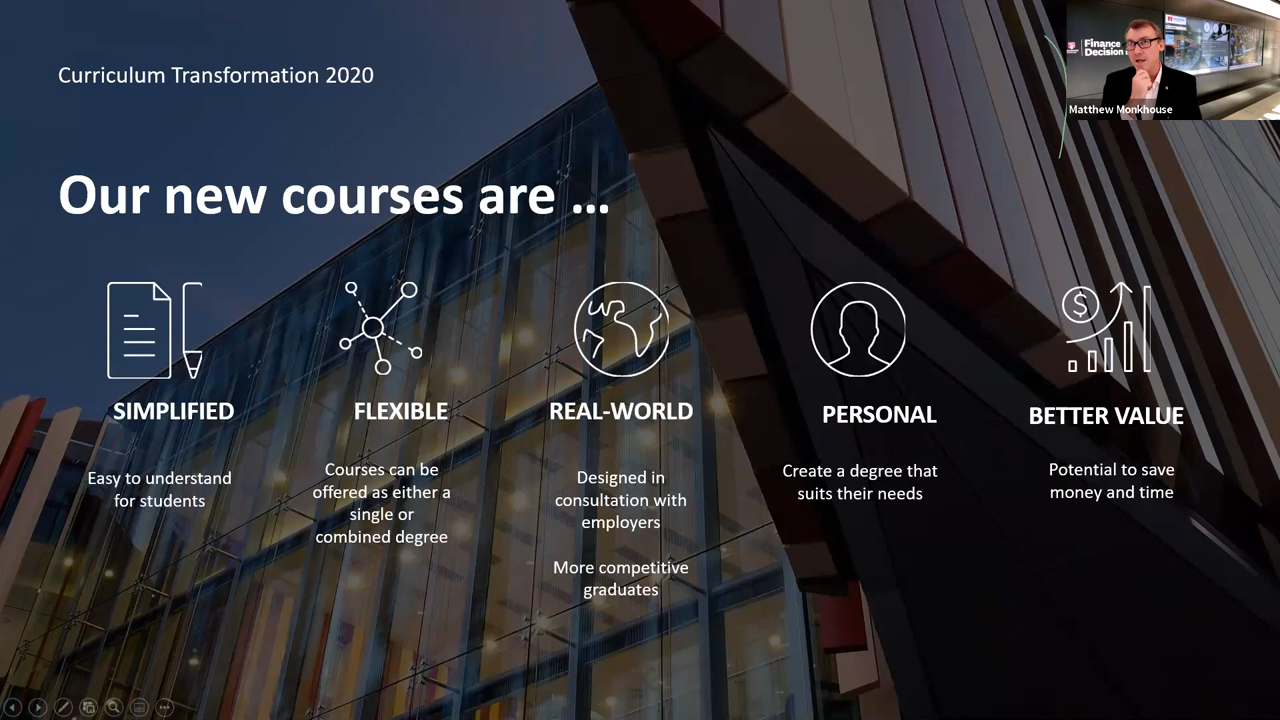 Curriculum Transformation 2020
Finance
Decision
Matthew Monkhouse
Our new courses are ...
$
SIMPLIFIED
FLEXIBLE
REAL-WORLD
PERSONAL
BETTER VALUE
Easy to understand
for students
Courses can be
offered as either a
single or
combined degree
Designed in
consultation with
employers
More competitive
graduates
Create a degree that
suits their needs
Potential to save
money and time